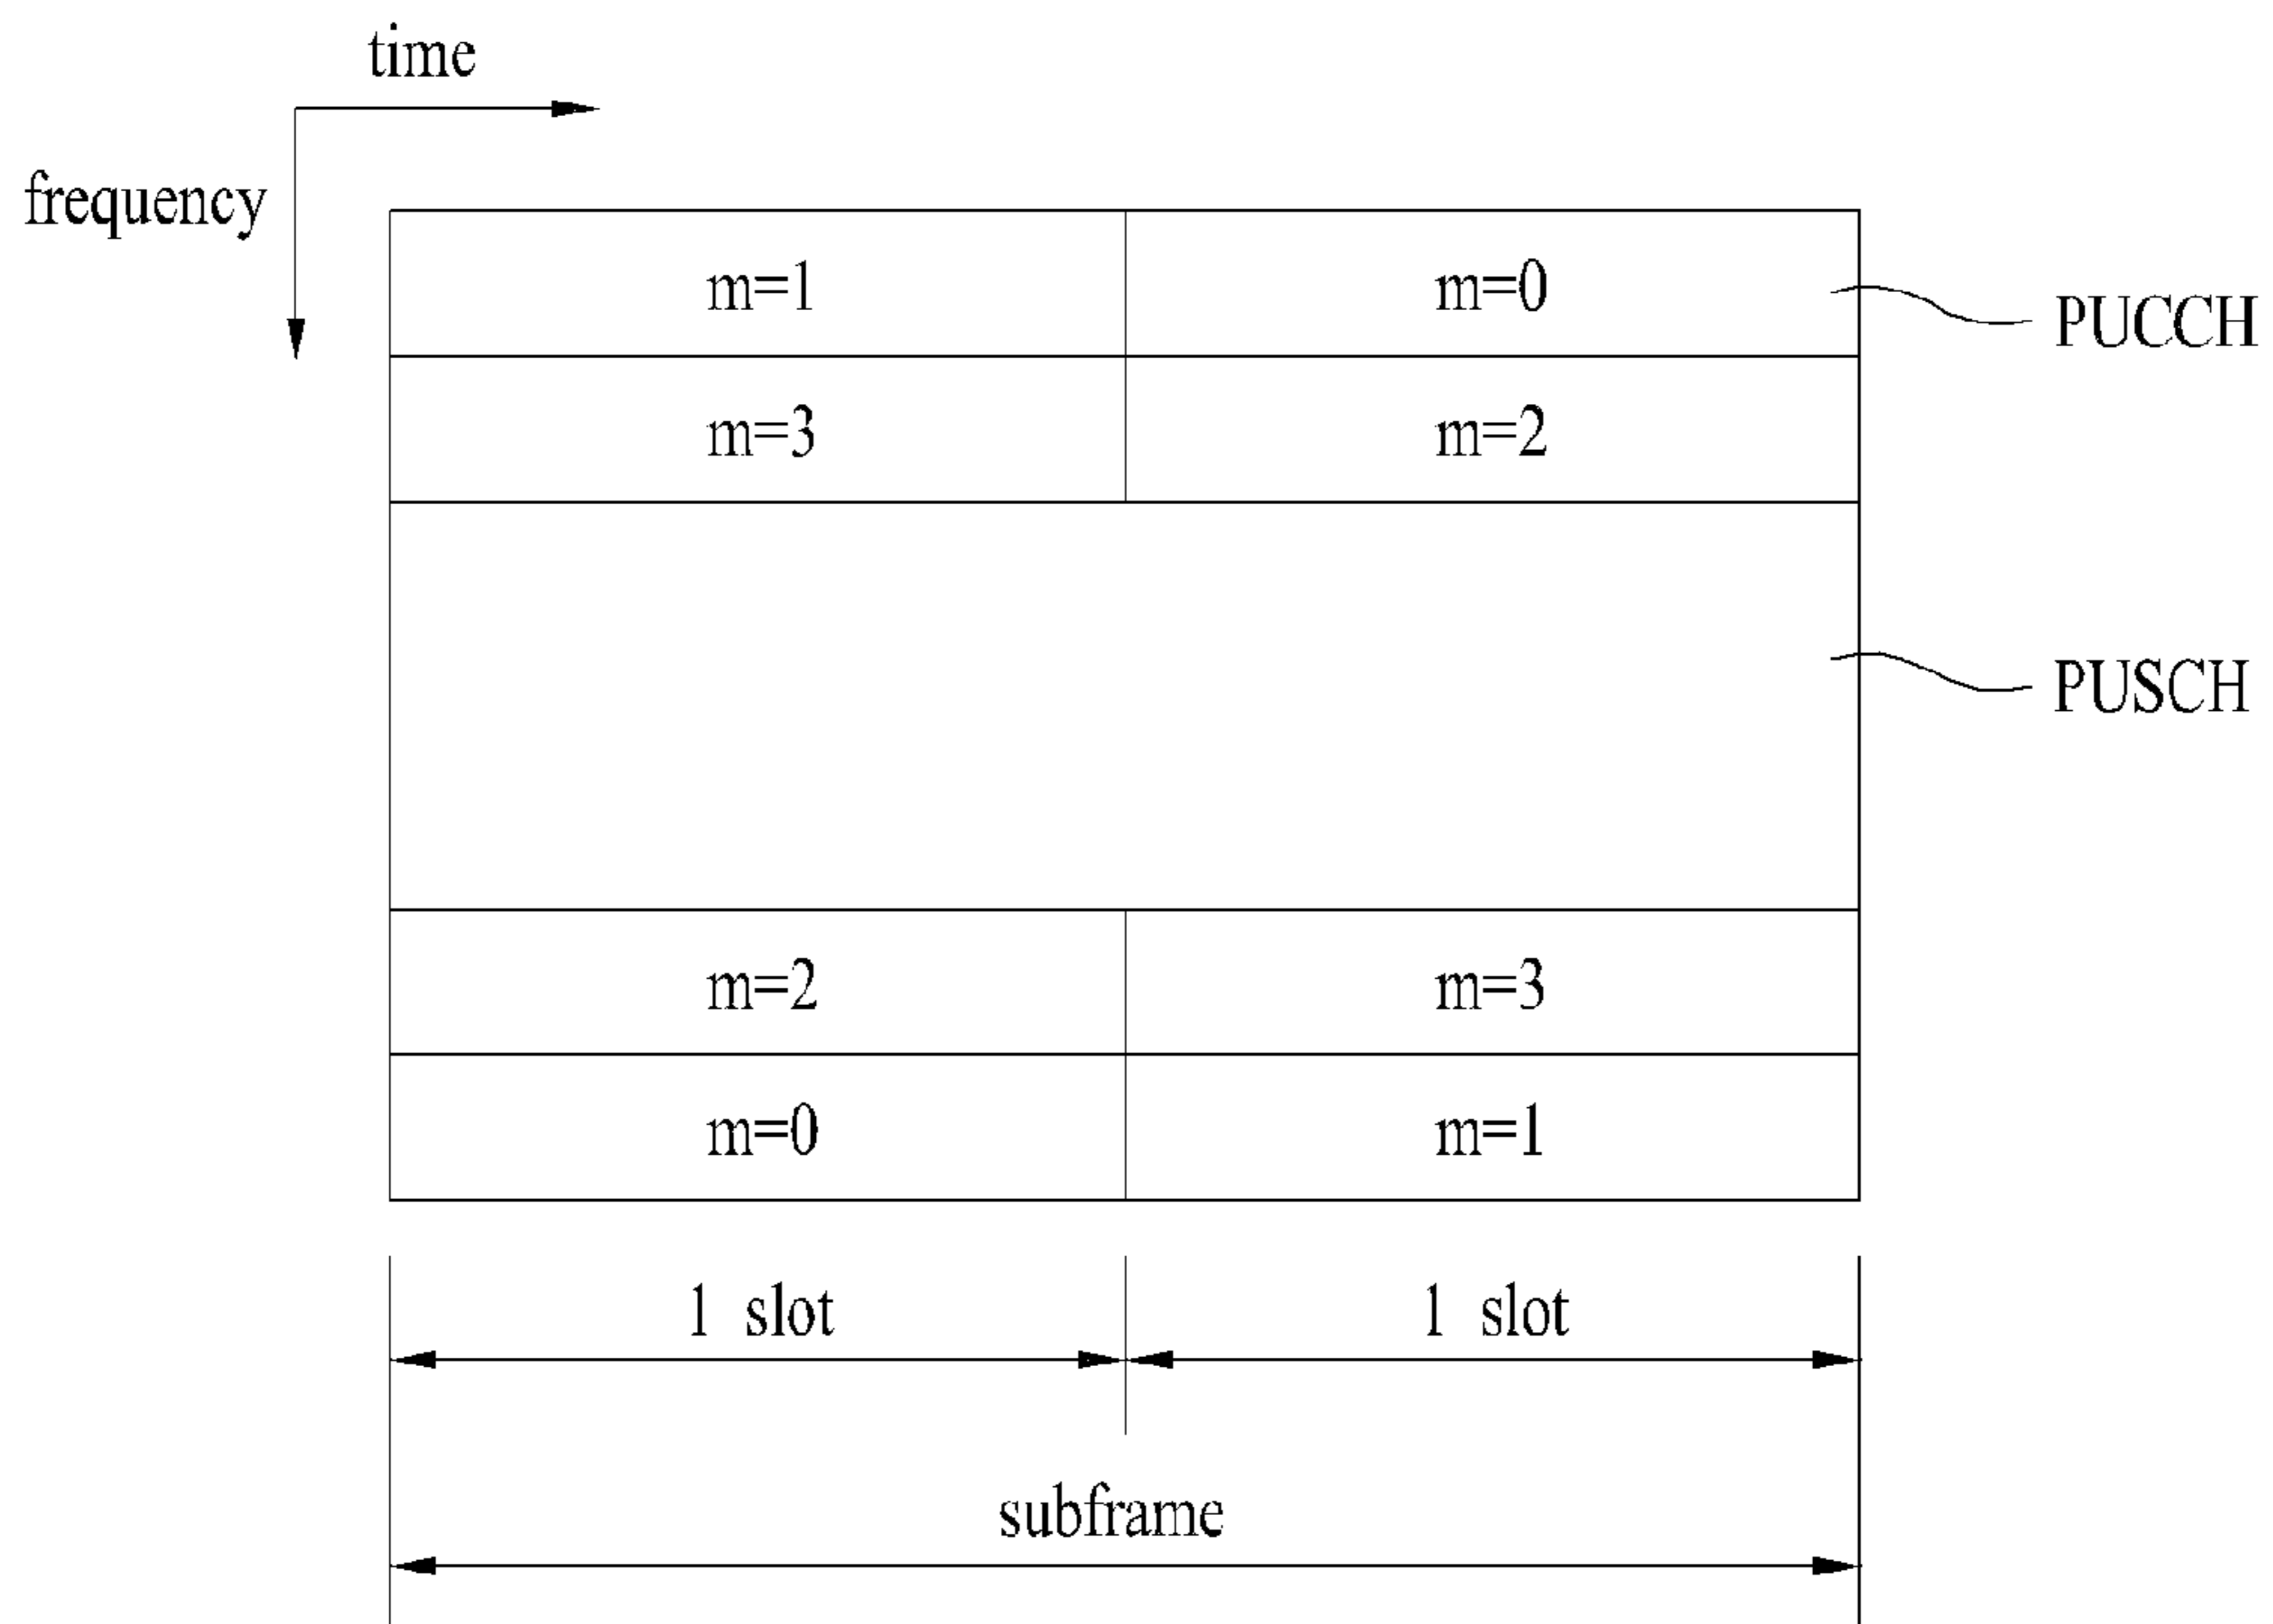 time
frequency
m=1 m=0
PUCCH
m=3 m=2
PUSCH
m=2 m=3
m=0 m=1
1 slot 1 slot
subframe